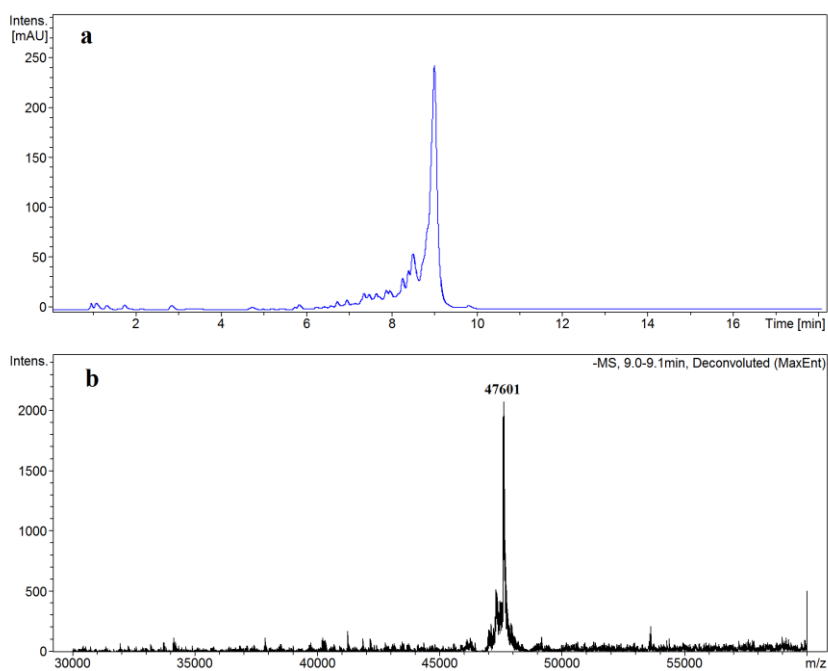 Intens.
[mAU]
a
250
200
150
100
50
0
2 4 6 8 10 12 14 16 Time [min]
Intens.
b
-MS, 9.0-9.1min, Deconvoluted (MaxEnt)
47601
2000
1500
1000
500
0
30000 35000 40000 45000 50000 55000 m/z